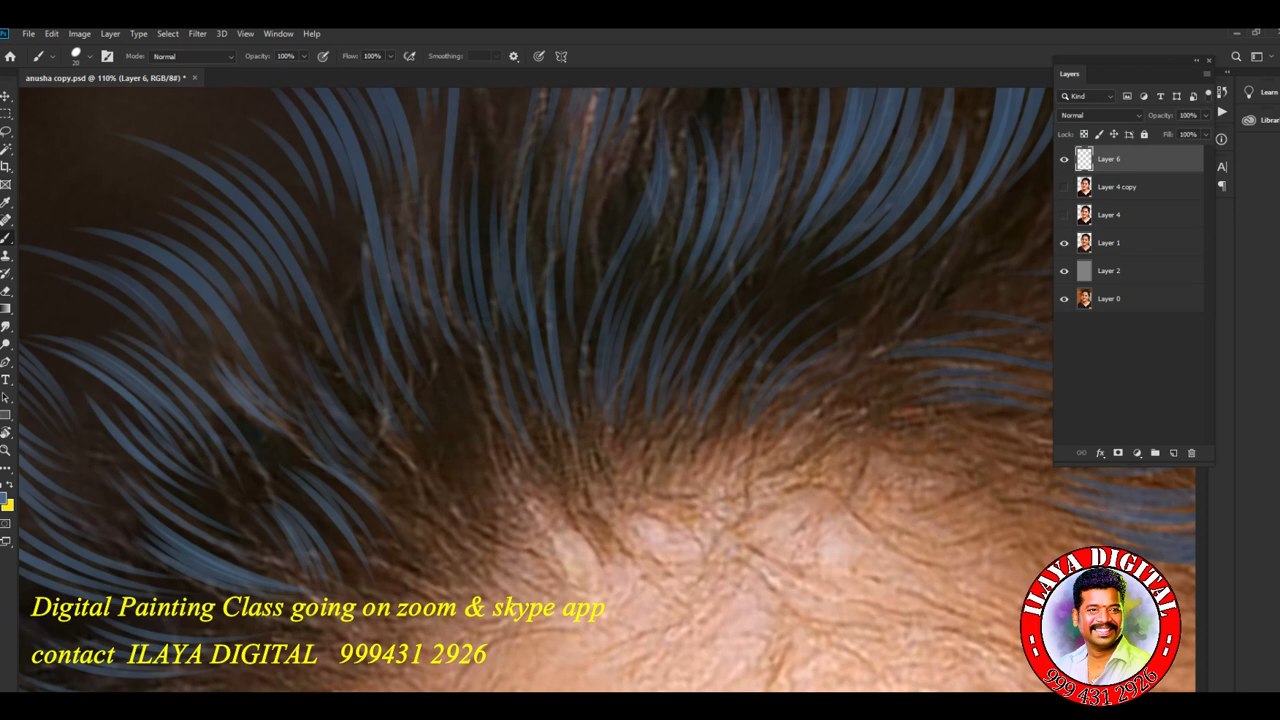 Ps File Edit Image Layer Type Select Filter 3D View Window Help
20 Mode: Normal Opacity: 100% Flow: 100% Smoothing:
anusha copy.psd @ 110% (Layer 6, RGB/8#) * ×
Layers
Kind
Normal Opacity: 100%
Lock: Fill: 100%
Layer 6
Layer 4 copy
Layer 4
Layer 1
Layer 2
Layer 0
Learn
Digital Painting Class going on zoom & skype app
contact ILAYA DIGITAL 999431 2926
ILAYA DIGITAL
999 431 2926